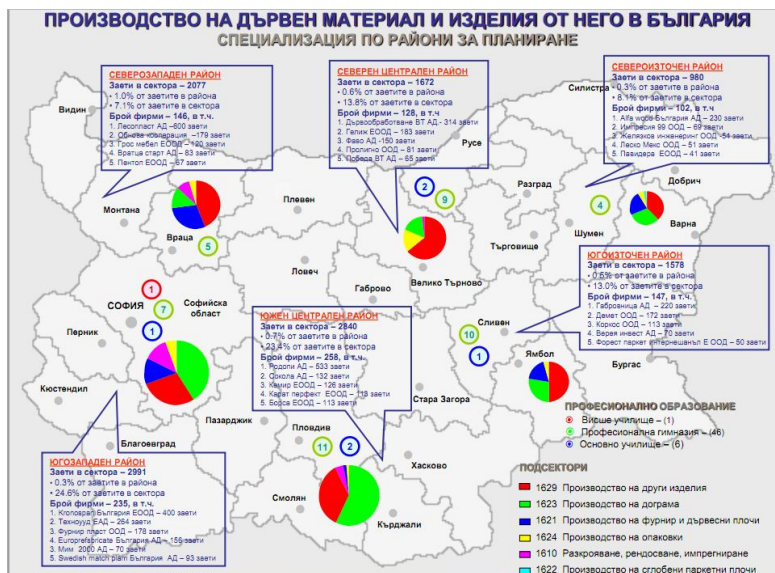 ПРОИЗВОДСТВО НА ДЪРВЕН МАТЕРИАЛ И ИЗДЕЛИЯ ОТ НЕГО В БЪЛГАРИЯ
СПЕЦИАЛИЗАЦИЯ ПО РАЙОНИ ЗА ПЛАНИРАНЕ
СЕВЕРОЗАПАДЕН РАЙОН
Заети в сектора – 2077
• 1.0% от заетите в района
• 7.1% от заетите в сектора
Брой фирми – 146, в т.ч.
1. Лесопласт АД –600 заети
2. Обнова кооперация –179 заети
3. Грос мебел ЕООД – 120 заети
4. Вратца старт АД – 83 заети
5. Пентоп ЕООД – 67 заети
СЕВЕРЕН ЦЕНТРАЛЕН РАЙОН
Заети в сектора – 1672
• 0.6% от заетите в района
• 13.8% от заетите в сектора
Брой фирми – 128, в т.ч.
1. Дървообработване ВТ АД - 314 заети
2. Гелик ЕООД – 183 заети
3. Фаво АД -150 заети
4. Пролигно ООД – 81 заети
5. Победа ВТ АД – 65 заети
СЕВЕРОИЗТОЧЕН РАЙОН
Заети в сектора – 980
• 0.3% от заетите в района
• 8.1% от заетите в сектора
Брой фирми – 102, в т.ч.
1. Alfa wood България АД – 230 заети
2. Импресия 99 ООД – 69 заети
3. Желязков инженеринг ООД -54 заети
4. Леско Мекс ООД – 51 заети
5. Павидара ЕООД – 41 заети
Видин
Силистра
Русе
Добрич
Монтана
Плевен
Разград
Враца
Шумен
Варна
Търговище
Ловеч
Велико Търново
Габрово
2
9
4
5
ЮГОИЗТОЧЕН РАЙОН
Заети в сектора – 1578
• 0.5% от заетите в района
• 13.0% от заетите в сектора
Брой фирми – 147, в т.ч.
1. Габровница АД – 220 заети
2. Демет ООД – 172 заети
3. Коркос ООД – 113 заети
4. Варея инвест АД – 70 заети
5. Форест паркет интернешанъл Е ООД – 50 заети
1
СОФИЯ
7
Софийска
област
1
Перник
Кюстендил
ЮЖЕН ЦЕНТРАЛЕН РАЙОН
Заети в сектора – 2840
• 0.7% от заетите в района
• 23.4% от заетите в сектора
Брой фирми – 258, в т.ч.
1. Родопи АД – 533 заети
2. Сокола АД – 132 заети
3. Кемир ЕООД – 126 заети
4. Карат перфект ЕООД – 118 заети
5. Борса ЕООД – 113 заети
Сливен
10
1
Ямбол
Бургас
Стара Загора
Пазарджик
Пловдив
11
2
Хасково
Благоевград
Смолян
Кърджали
ЮГОЗАПАДЕН РАЙОН
Заети в сектора – 2991
• 0.3% от заетите в района
• 24.6% от заетите в сектора
Брой фирми – 235, в т.ч.
1. Kronospan България ЕООД – 400 заети
2. Техноууд ЕАД – 264 заети
3. Фурнир пласт ООД – 178 заети
4. Europrefabricate България АД – 156 заети
5. Мим 2000 АД – 70 заети
5. Swedish match plam България АД – 93 заети
ПРОФЕСИОНАЛНО ОБРАЗОВАНИЕ
Висше училище – (1)
Професионална гимназия – (46)
Основно училище – (6)
ПОДСЕКТОРИ
1629 Производство на други изделия
1623 Производство на дограма
1621 Производство на фурнир и дървесни плочи
1624 Производство на опаковки
1610 Разкрояване, рендосване, импрегниране
1622 Производство на сглобени паркетни плочи